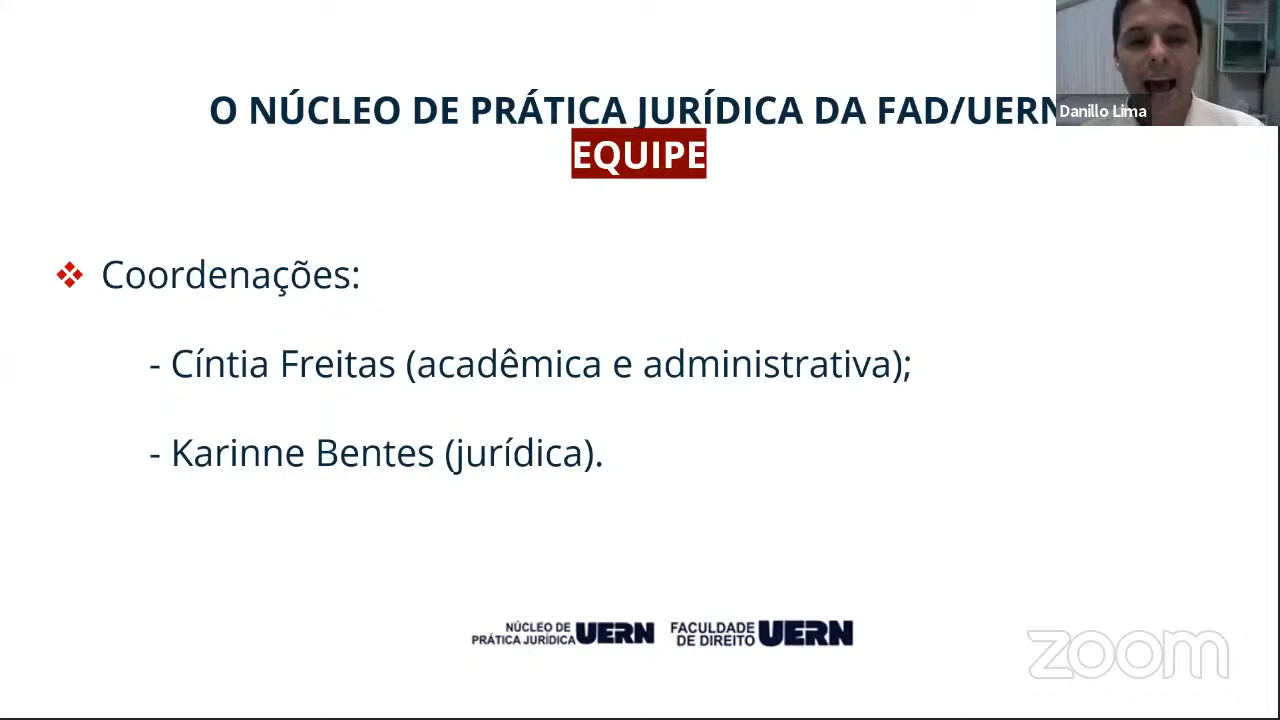 O NÚCLEO DE PRÁTICA JURÍDICA DA FAD/UERN
Danillo Lima
EQUIPE
❖ Coordenações:
- Cíntia Freitas (acadêmica e administrativa);
- Karinne Bentes (jurídica).
NÚCLEO DE
PRÁTICA JURÍDICA UERN
FACULDADE
DE DIREITO UERN
zoom